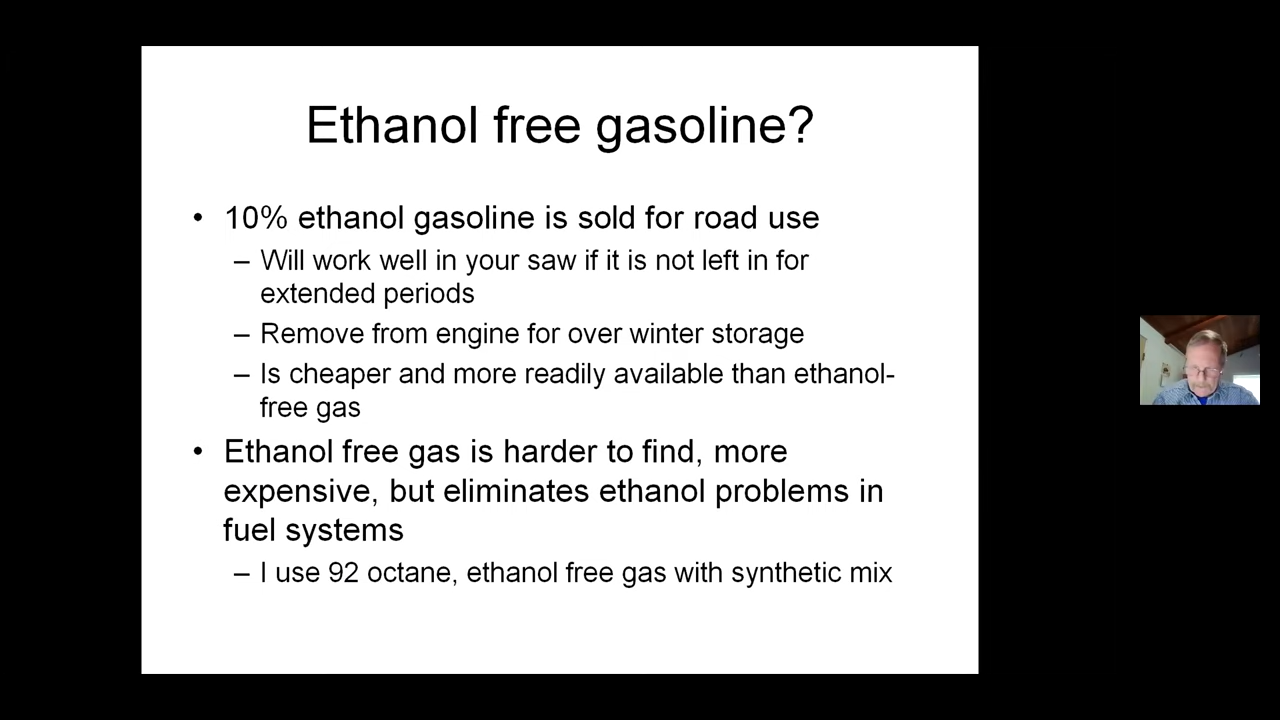 Ethanol free gasoline?
• 10% ethanol gasoline is sold for road use
– Will work well in your saw if it is not left in for
extended periods
– Remove from engine for over winter storage
– Is cheaper and more readily available than ethanol-
free gas
• Ethanol free gas is harder to find, more
expensive, but eliminates ethanol problems in
fuel systems
– I use 92 octane, ethanol free gas with synthetic mix